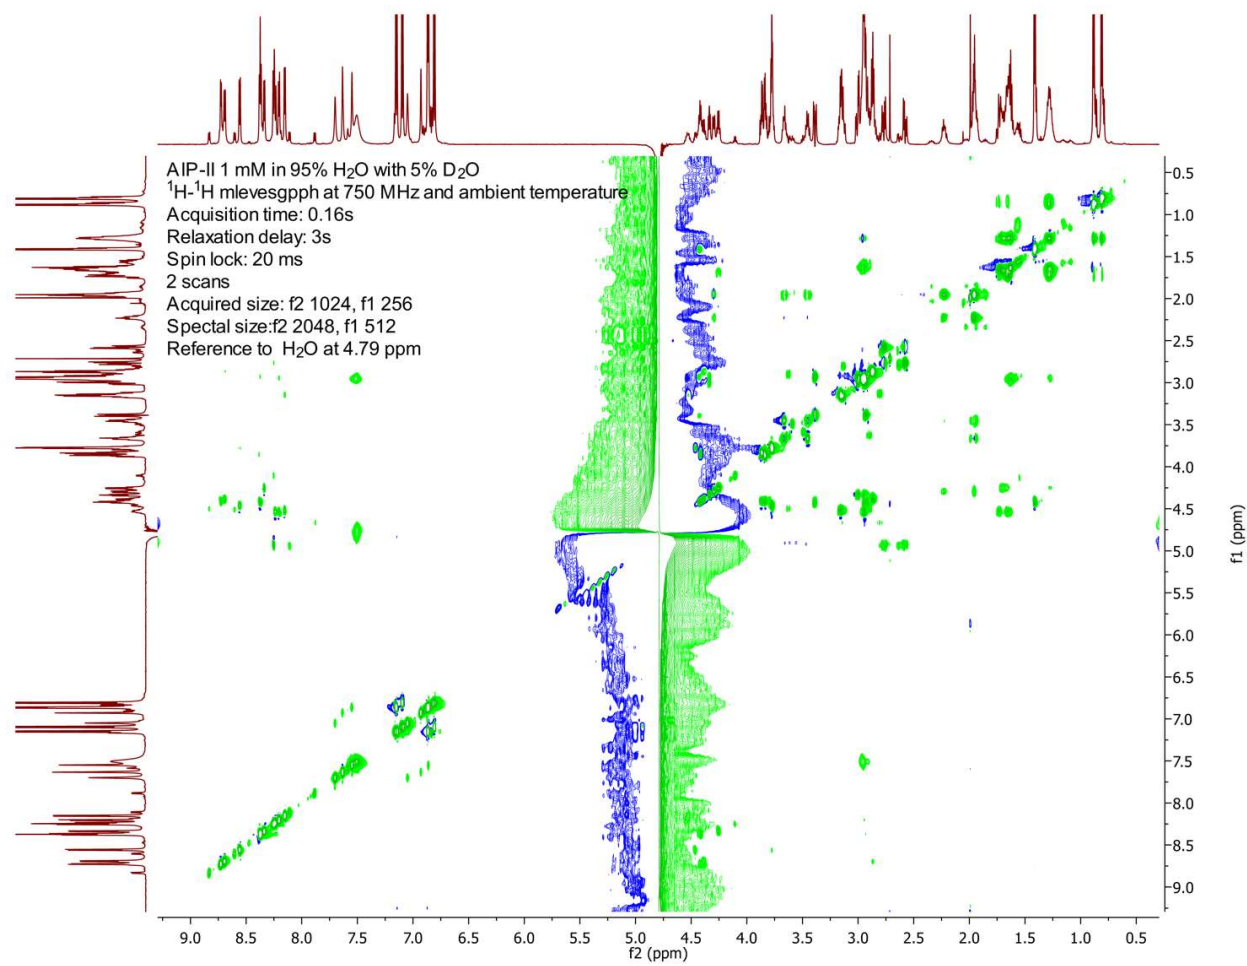 AIP-II 1 mM in 95% H₂O with 5% D₂O
¹H-¹H mlevesgpph at 750 MHz and ambient temperature
Acquisition time: 0.16s
Relaxation delay: 3s
Spin lock: 20 ms
2 scans
Acquired size: f2 1024, f1 256
Spectal size:f2 2048, f1 512
Reference to H₂O at 4.79 ppm
0.5
1.0
1.5
2.0
2.5
3.0
3.5
4.0
4.5
5.0
5.5
6.0
6.5
7.0
7.5
8.0
8.5
9.0
f1 (ppm)
9.0 8.5 8.0 7.5 7.0 6.5 6.0 5.5 5.0 4.5 4.0 3.5 3.0 2.5 2.0 1.5 1.0 0.5
f2 (ppm)